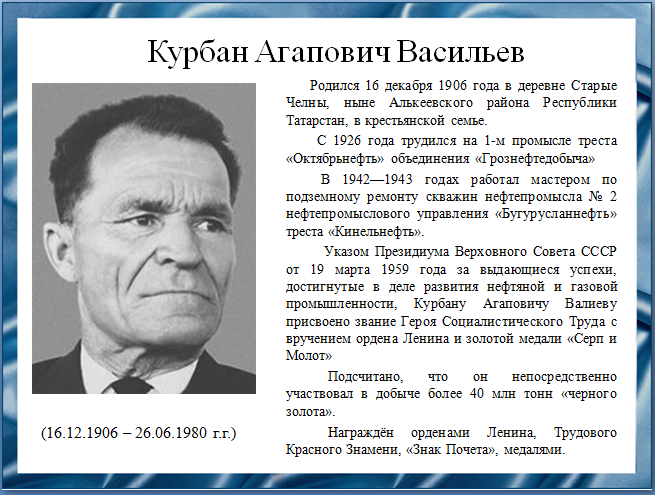 Курбан Агапович Васильев
Родился 16 декабря 1906 года в деревне Старые
Челны, ныне Алькеевского района Республики
Татарстан, в крестьянской семье.
С 1926 года трудился на 1-м промысле треста
«Октябрьнефть» объединения «Грознефтедобыча»
В 1942—1943 годах работал мастером по
подземному ремонту скважин нефтепромысла № 2
нефтепромыслового управления «Бугурусланнефть»
треста «Кинельнефть».
Указом Президиума Верховного Совета СССР
от 19 марта 1959 года за выдающиеся успехи,
достигнутые в деле развития нефтяной и газовой
промышленности, Курбану Агаповичу Валиеву
присвоено звание Героя Социалистического Труда с
вручением ордена Ленина и золотой медали «Серп и
Молот»
Подсчитано, что он непосредственно
участвовал в добыче более 40 млн тонн «черного
золота».
Награждён орденами Ленина, Трудового
Красного Знамени, «Знак Почета», медалями.
(16.12.1906 – 26.06.1980 г.г.)